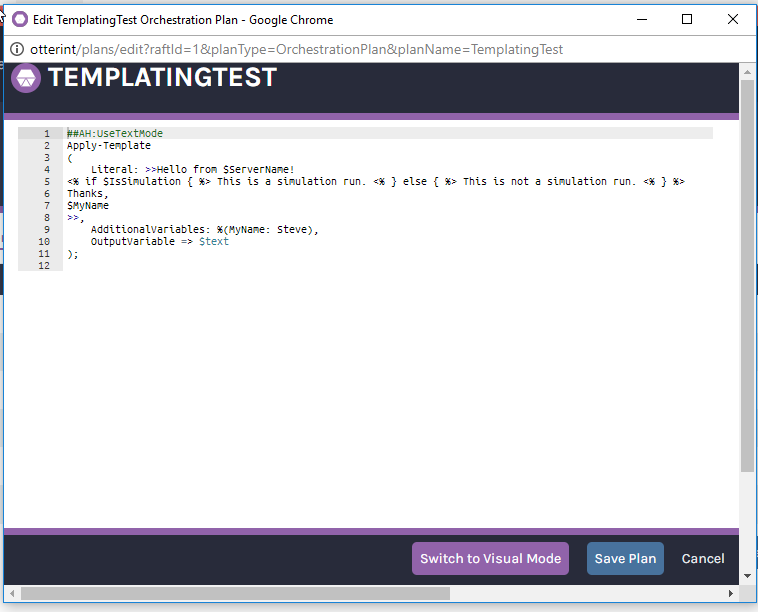 Edit TemplatingTest Orchestration Plan - Google Chrome
otterint/plans/edit?raftId=1&planType=OrchestrationPlan&planName=TemplatingTest
TEMPLATINGTEST
1 ##AH:UseTextMode
2 Apply-Template
3 (
4 Literal: >>Hello from $ServerName!
5 <% if $IsSimulation { %> This is a simulation run. <% } else { %> This is not a simulation run. <% } %>
6 Thanks,
7 $MyName
8 >>,
9 AdditionalVariables: %(MyName: Steve),
10 OutputVariable => $text
11 );
12
Switch to Visual Mode Save Plan Cancel